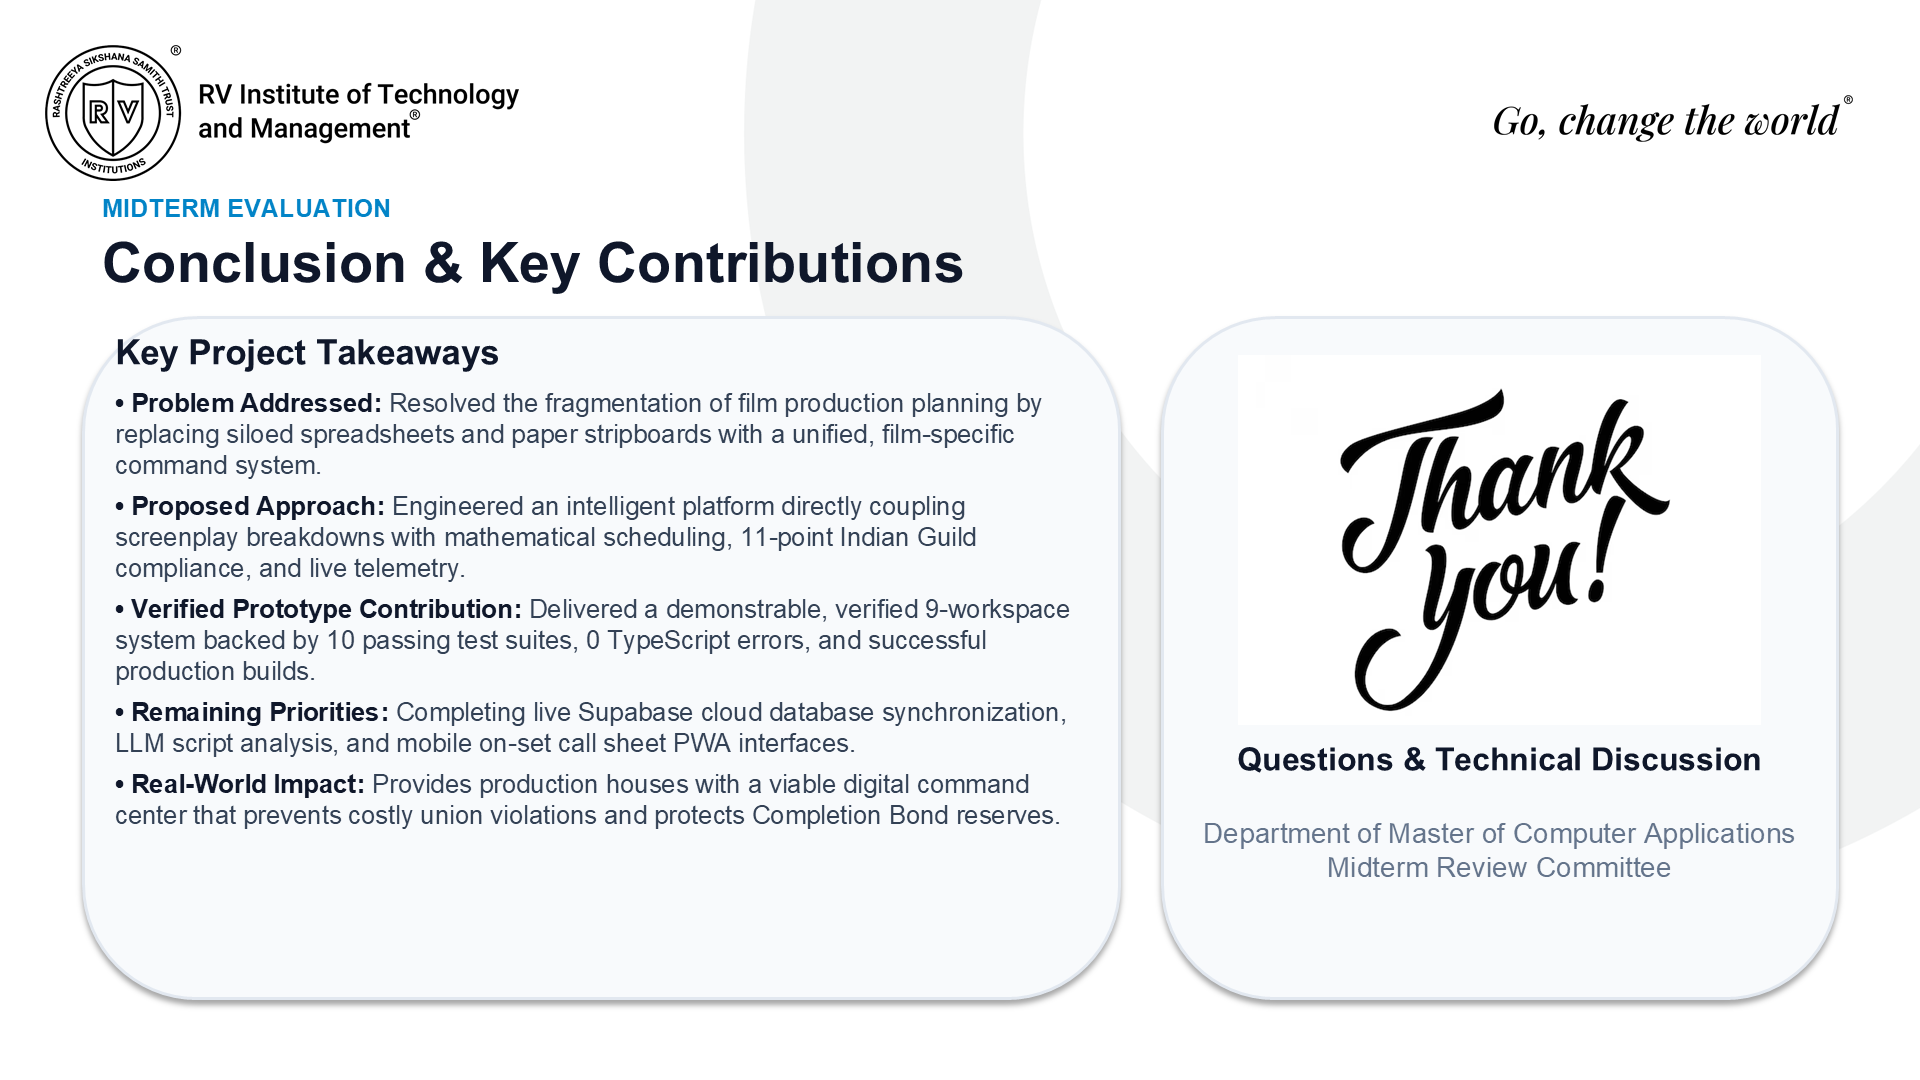 RASHTREEYA SIKSHANA SAMITHI TRUST
RV
INSTITUTIONS
®
RV Institute of Technology
and Management®
Go, change the world®
MIDTERM EVALUATION
Conclusion & Key Contributions
Key Project Takeaways
• Problem Addressed: Resolved the fragmentation of film production planning by
replacing siloed spreadsheets and paper stripboards with a unified, film-specific
command system.
• Proposed Approach: Engineered an intelligent platform directly coupling
screenplay breakdowns with mathematical scheduling, 11-point Indian Guild
compliance, and live telemetry.
• Verified Prototype Contribution: Delivered a demonstrable, verified 9-workspace
system backed by 10 passing test suites, 0 TypeScript errors, and successful
production builds.
• Remaining Priorities: Completing live Supabase cloud database synchronization,
LLM script analysis, and mobile on-set call sheet PWA interfaces.
• Real-World Impact: Provides production houses with a viable digital command
center that prevents costly union violations and protects Completion Bond reserves.
Thank
you!
Questions & Technical Discussion
Department of Master of Computer Applications
Midterm Review Committee